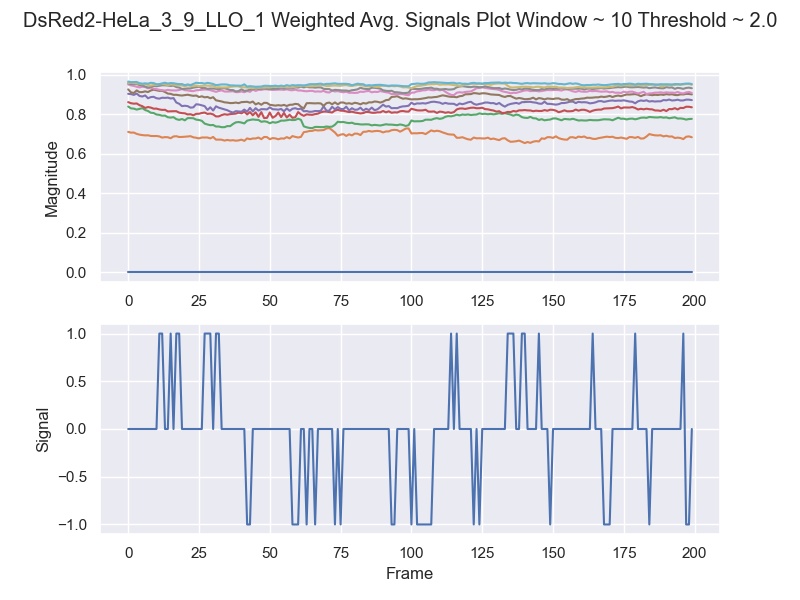 DsRed2-HeLa_3_9_LLO_1 Weighted Avg. Signals Plot Window ~ 10 Threshold ~ 2.0
1.0
0.8
0.6
0.4
0.2
0.0
Magnitude
0 25 50 75 100 125 150 175 200
1.0
0.5
0.0
−0.5
−1.0
Signal
0 25 50 75 100 125 150 175 200
Frame